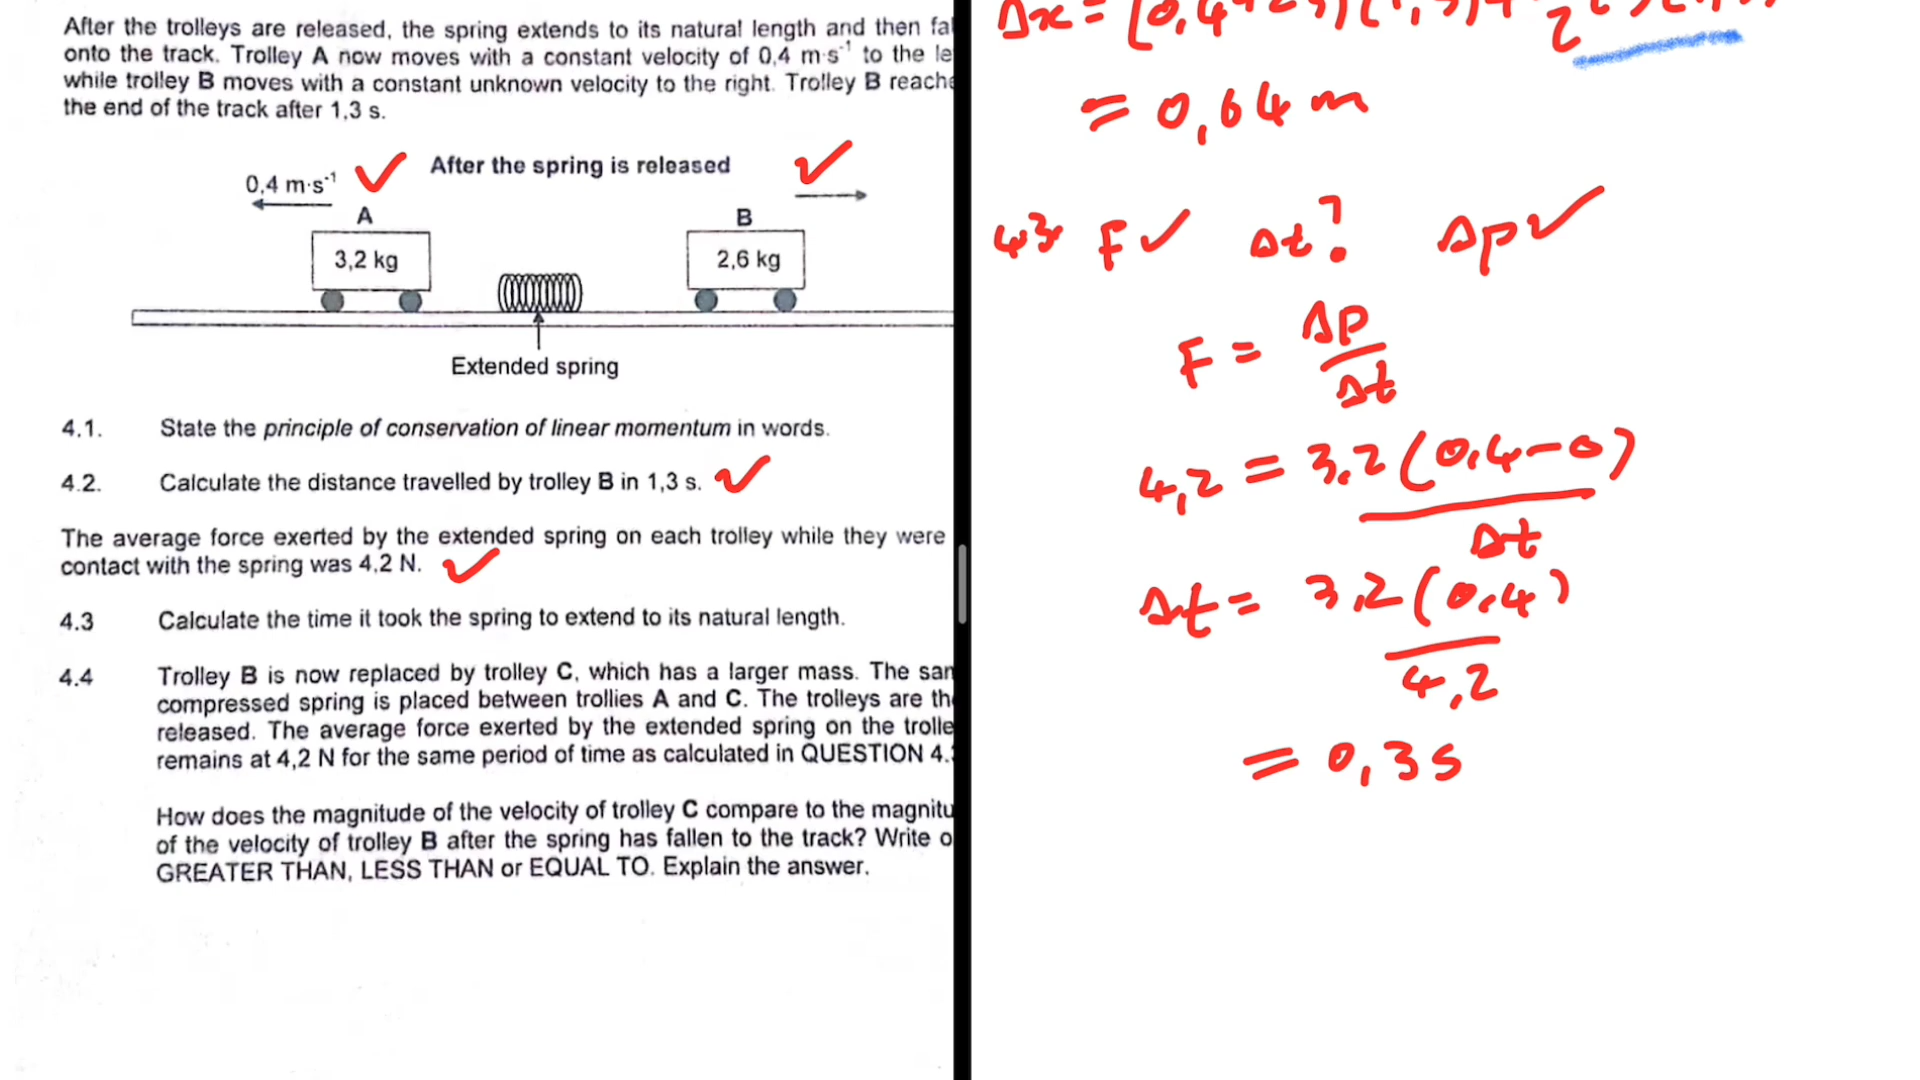 After the trolleys are released, the spring extends to its natural length and then
onto the track. Trolley A now moves with a constant velocity of 0,4 m·s⁻¹ to the
while trolley B moves with a constant unknown velocity to the right. Trolley B
the end of the track after 1,3 s.
After the spring is released
0,4 m·s⁻¹
A
B
3,2 kg
2,6 kg
Extended spring
4.1. State the principle of conservation of linear momentum in words.
4.2. Calculate the distance travelled by trolley B in 1,3 s.
The average force exerted by the extended spring on each trolley while they were
contact with the spring was 4,2 N.
4.3 Calculate the time it took the spring to extend to its natural length.
4.4 Trolley B is now replaced by trolley C, which has a larger mass. The
compressed spring is placed between trollies A and C. The trolleys are
released. The average force exerted by the extended spring on the
remains at 4,2 N for the same period of time as calculated in QUESTION 4.
How does the magnitude of the velocity of trolley C compare to the
of the velocity of trolley B after the spring has fallen to the track? Write
GREATER THAN, LESS THAN or EQUAL TO. Explain the answer.
Δx =
= 0,64 m
4.3 F ✓ Δt? Δp ✓
F = Δp/Δt
4,2 = 3,2(0,4-0)/Δt
Δt = 3,2(0,4)/4,2
= 0,3 s